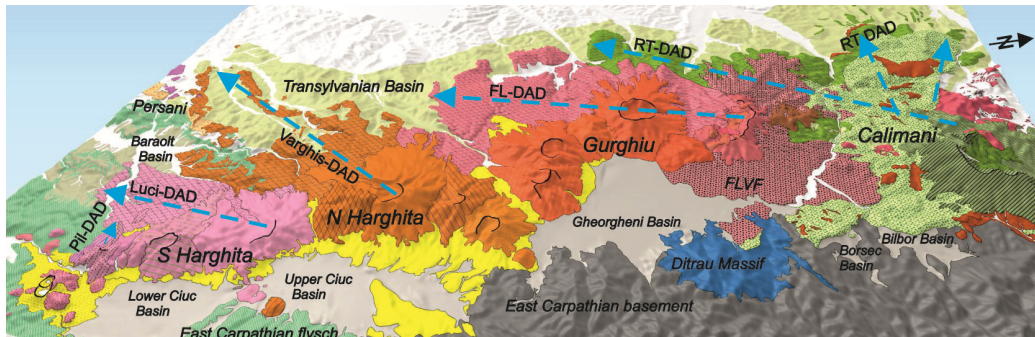 RT-DAD
RT-DAD
N
Transylvanian Basin
FL-DAD
Persani
Calimani
Baraolt
Basin
Varghis-DAD
Gurghiu
FLVF
Luci-DAD
N Harghita
Pil-DAD
Gheorgheni Basin
S Harghita
Ditrau Massif
Borsec
Basin
Bilbor Basin
Upper Ciuc
Basin
Lower Ciuc
Basin
East Carpathian basement
East Carpathian flysch